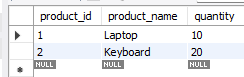 product_id product_name quantity
1 Laptop 10
2 Keyboard 20
NULL NULL NULL